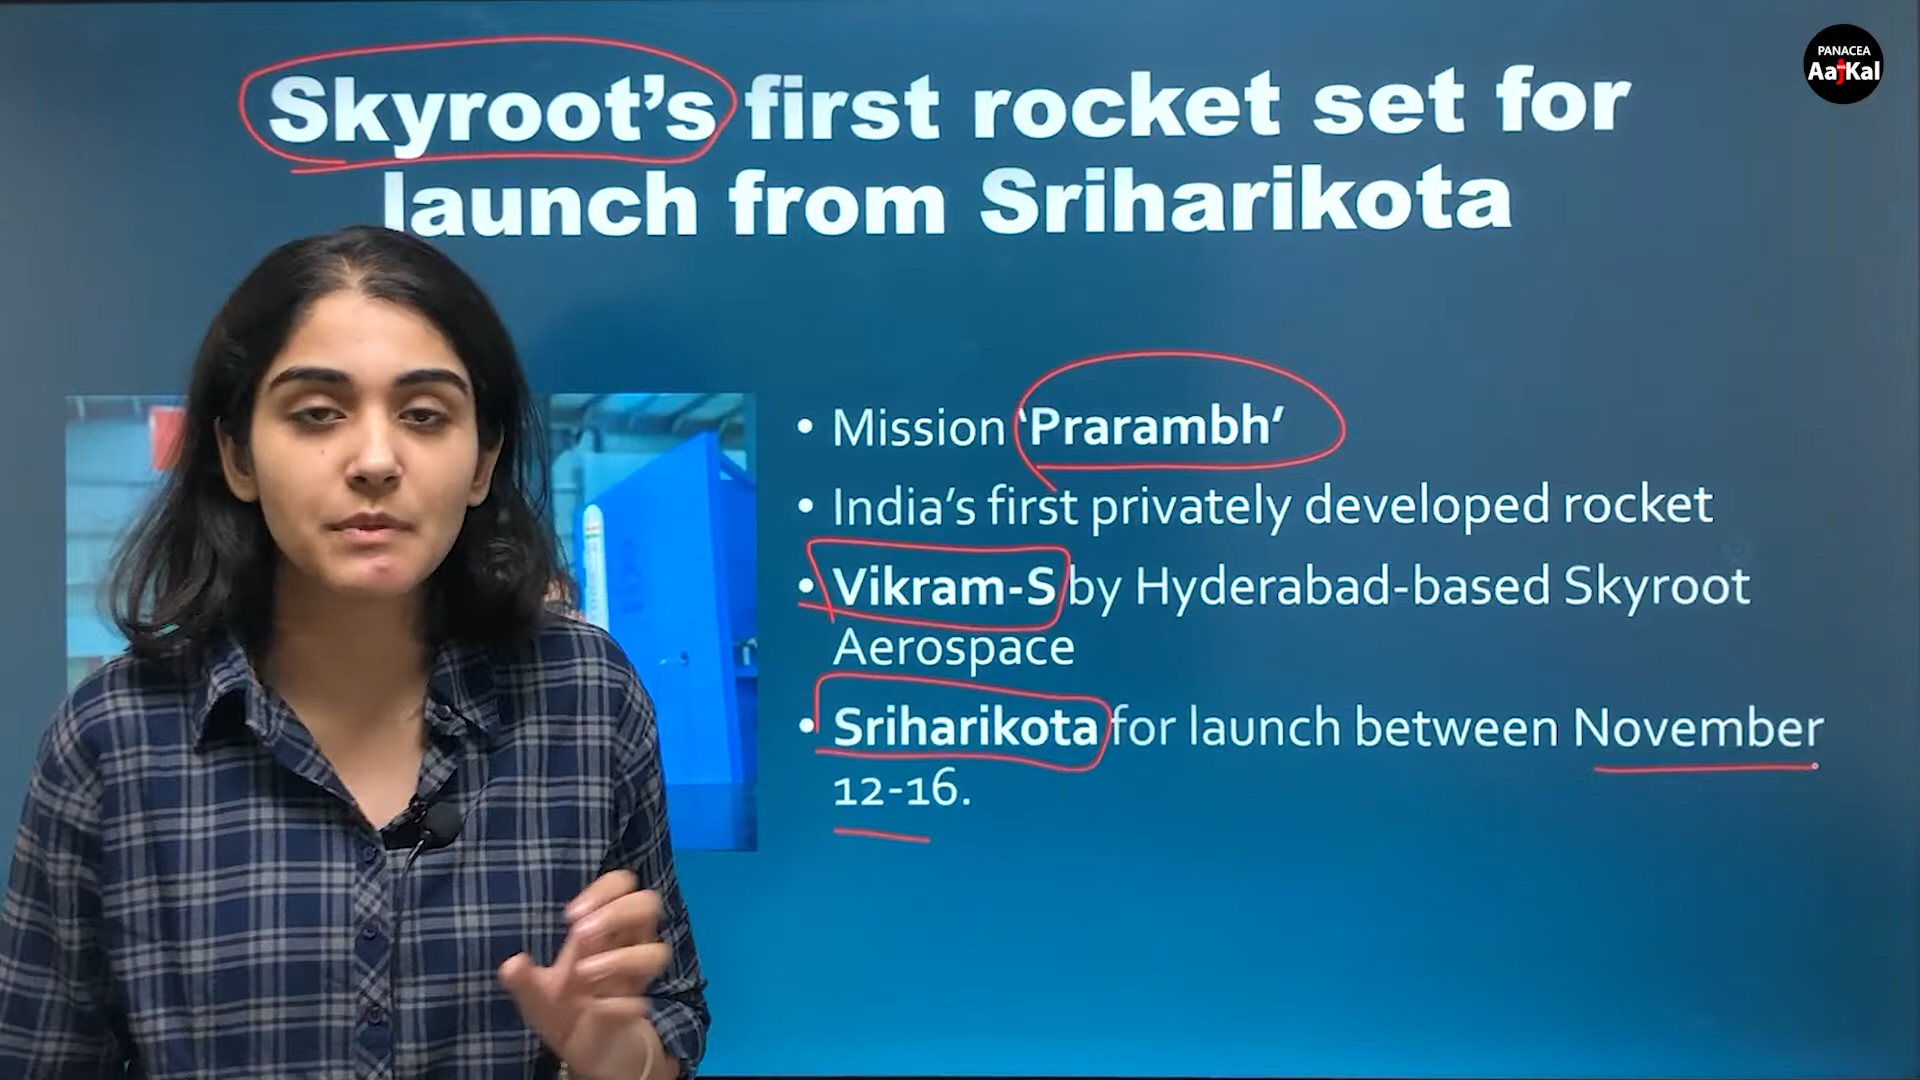 PANACEA
AajKal
Skyroot’s first rocket set for
launch from Sriharikota
• Mission ‘Prarambh’
• India’s first privately developed rocket
• Vikram-S by Hyderabad-based Skyroot
Aerospace
• Sriharikota for launch between November
12-16.